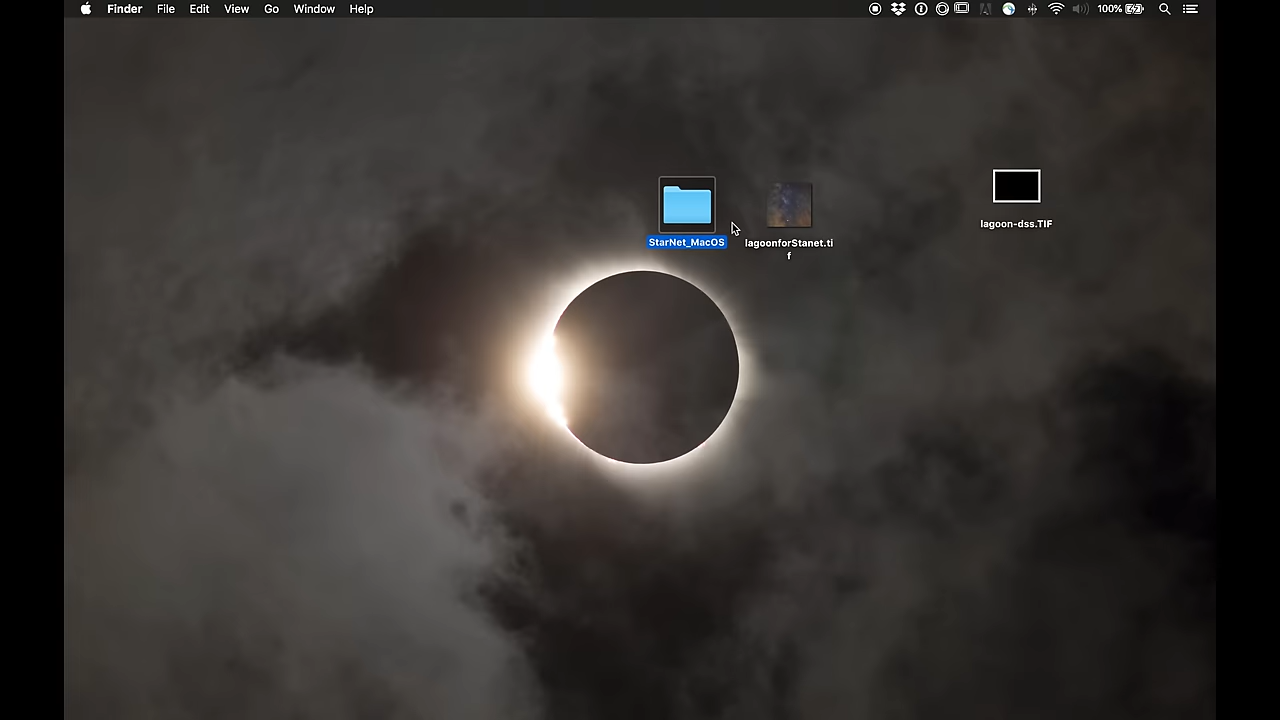 Finder File Edit View Go Window Help 100%
StarNet_MacOS
lagoonforStanet.ti
f
lagoon-dss.TIF